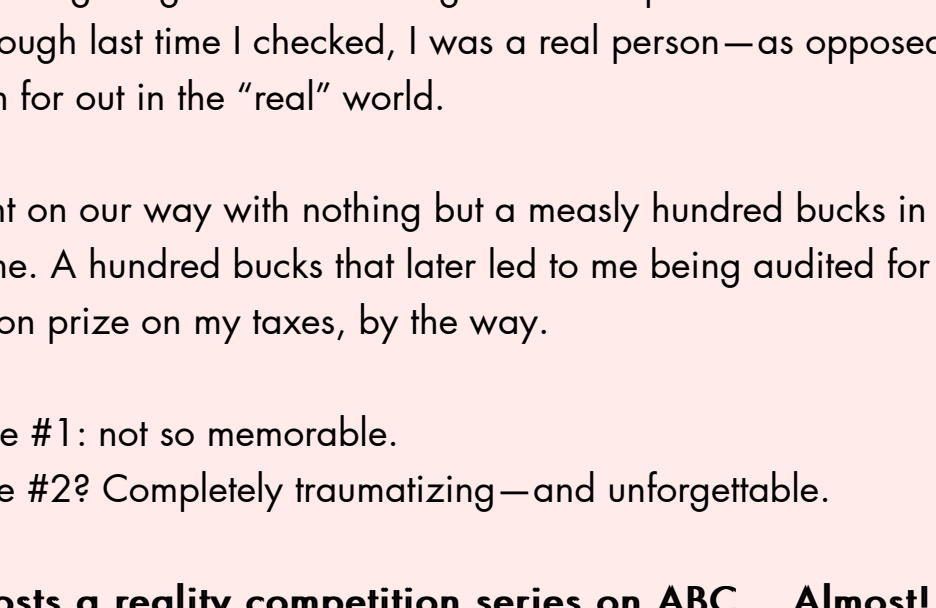 ough last time I checked, I was a real person—as opposed
n for out in the “real” world.
nt on our way with nothing but a measly hundred bucks in
me. A hundred bucks that later led to me being audited for
on prize on my taxes, by the way.
e #1: not so memorable.
e #2? Completely traumatizing—and unforgettable.
osts a reality competition series on ABC... Almost!